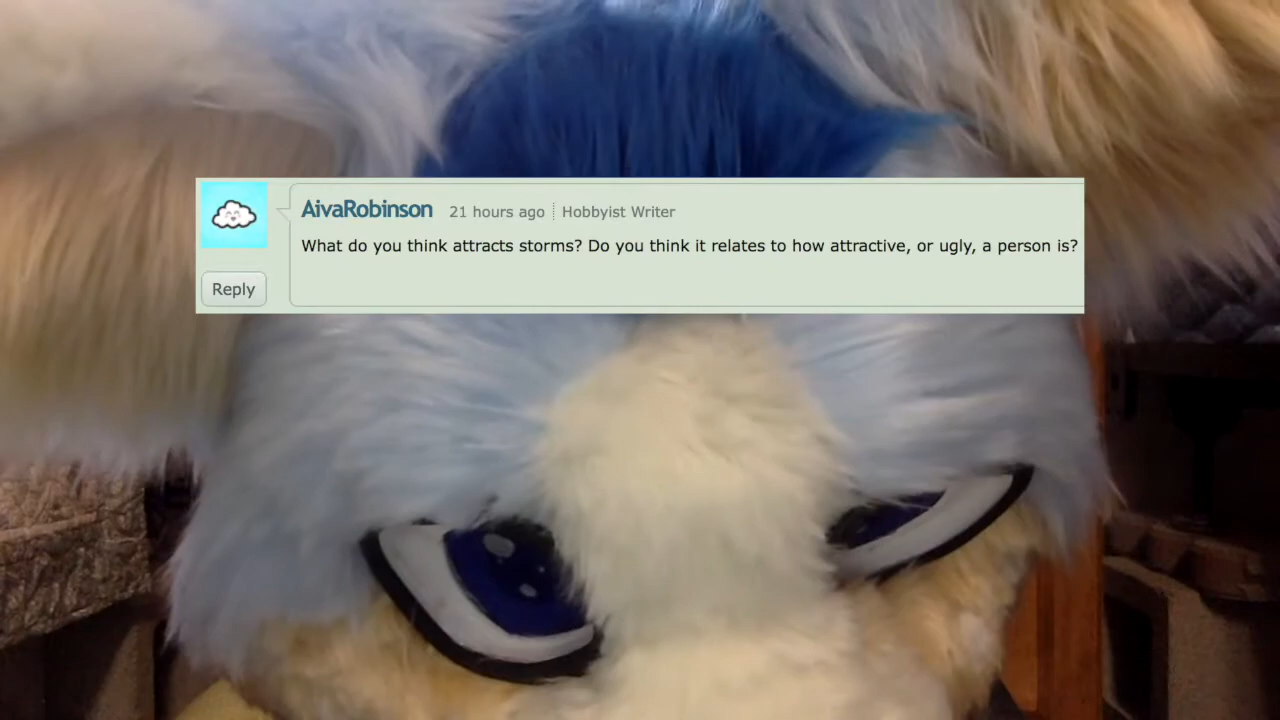 AivaRobinson 21 hours ago Hobbyist Writer
What do you think attracts storms? Do you think it relates to how attractive, or ugly, a person is?
Reply